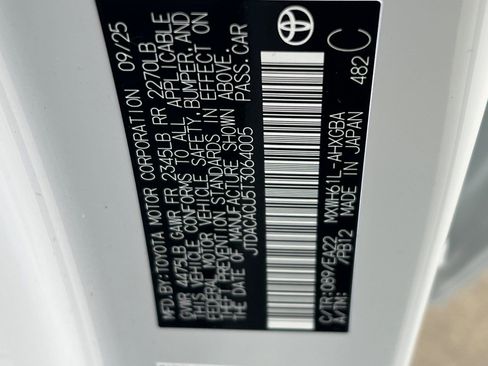 MFD.BY: TOYOTA MOTOR CORPORATION 09/25
GVWR 4475LB GAWR FR 2345LB RR 2270LB
THIS VEHICLE CONFORMS TO ALL APPLICABLE
FEDERAL MOTOR VEHICLE SAFETY, BUMPER, AND
THEFT PREVENTION STANDARDS IN EFFECT ON
THE DATE OF MANUFACTURE SHOWN ABOVE.
JTDACACU5T3064005 PASS.CAR
C/TR:089/EA22 MXWH61L-AHXGBA
A/TM: /PB12 MADE IN JAPAN
482 C